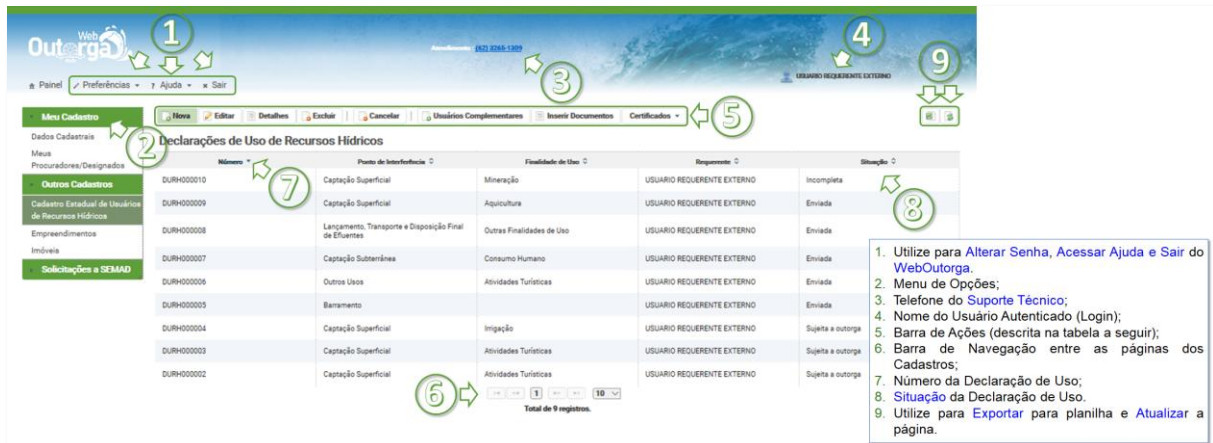 Web
Outorga
1
Atendimento: (62) 3265-1309
3
4
USUARIO REQUERENTE EXTERNO
9
Painel Preferências ? Ajuda x Sair
Meu Cadastro
Dados Cadastrais
Meus
Procuradores/Designados
2
Outros Cadastros
Cadastro Estadual de Usuários
de Recursos Hídricos
Empreendimentos
Imóveis
Solicitações a SEMAD
Nova Editar Detalhes Excluir | Cancelar | Usuários Complementares Inserir Documentos Certificados
5
Declarações de Uso de Recursos Hídricos
Número Ponto de Interferência Finalidade de Uso Requerente Situação
7
8
DURH000010 Captação Superficial Mineração USUARIO REQUERENTE EXTERNO Incompleta
DURH000009 Captação Superficial Aquicultura USUARIO REQUERENTE EXTERNO Enviada
DURH000008 Lançamento, Transporte e Disposição Final
de Efluentes Outras Finalidades de Uso USUARIO REQUERENTE EXTERNO Enviada
DURH000007 Captação Subterrânea Consumo Humano USUARIO REQUERENTE EXTERNO Enviada
DURH000006 Outros Usos Atividades Turísticas USUARIO REQUERENTE EXTERNO Enviada
DURH000005 Barramento USUARIO REQUERENTE EXTERNO Enviada
DURH000004 Captação Superficial Irrigação USUARIO REQUERENTE EXTERNO Sujeita a outorga
DURH000003 Captação Superficial Atividades Turísticas USUARIO REQUERENTE EXTERNO Sujeita a outorga
DURH000002 Captação Superficial Atividades Turísticas USUARIO REQUERENTE EXTERNO Sujeita a outorga
6
1 10
Total de 9 registros.
1. Utilize para Alterar Senha, Acessar Ajuda e Sair do
WebOutorga.
2. Menu de Opções;
3. Telefone do Suporte Técnico;
4. Nome do Usuário Autenticado (Login);
5. Barra de Ações (descrita na tabela a seguir);
6. Barra de Navegação entre as páginas dos
Cadastros;
7. Número da Declaração de Uso;
8. Situação da Declaração de Uso.
9. Utilize para Exportar para planilha e Atualizar a
página.